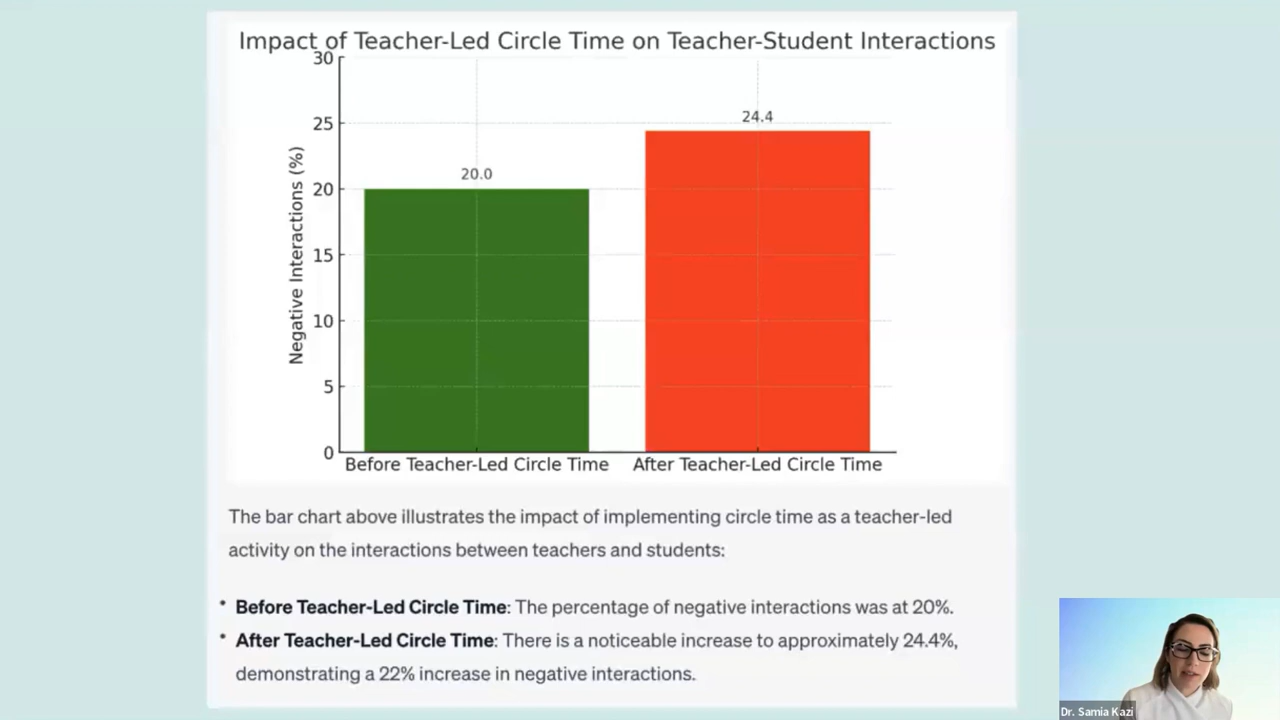 Impact of Teacher-Led Circle Time on Teacher-Student Interactions
30
25
20
15
10
5
0
Negative Interactions (%)
20.0
24.4
Before Teacher-Led Circle Time
After Teacher-Led Circle Time
The bar chart above illustrates the impact of implementing circle time as a teacher-led
activity on the interactions between teachers and students:
• Before Teacher-Led Circle Time: The percentage of negative interactions was at 20%.
• After Teacher-Led Circle Time: There is a noticeable increase to approximately 24.4%,
demonstrating a 22% increase in negative interactions.
Dr. Samia Kazi